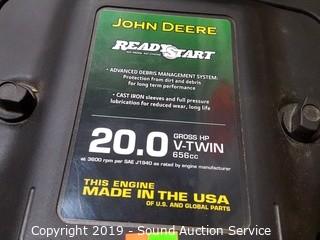 JOHN DEERE
READYSTART
• ADVANCED DEBRIS MANAGEMENT SYSTEM:
Protection from dirt and debris
for long term performance
• CAST IRON sleeves and full pressure
lubrication for reduced wear, long life
20.0
GROSS HP
V-TWIN
656cc
at 3600 rpm per SAE J1940 as rated by engine manufacturer
THIS ENGINE
MADE IN THE USA
OF U.S. AND GLOBAL PARTS
Copyright 2019 - Sound Auction Service